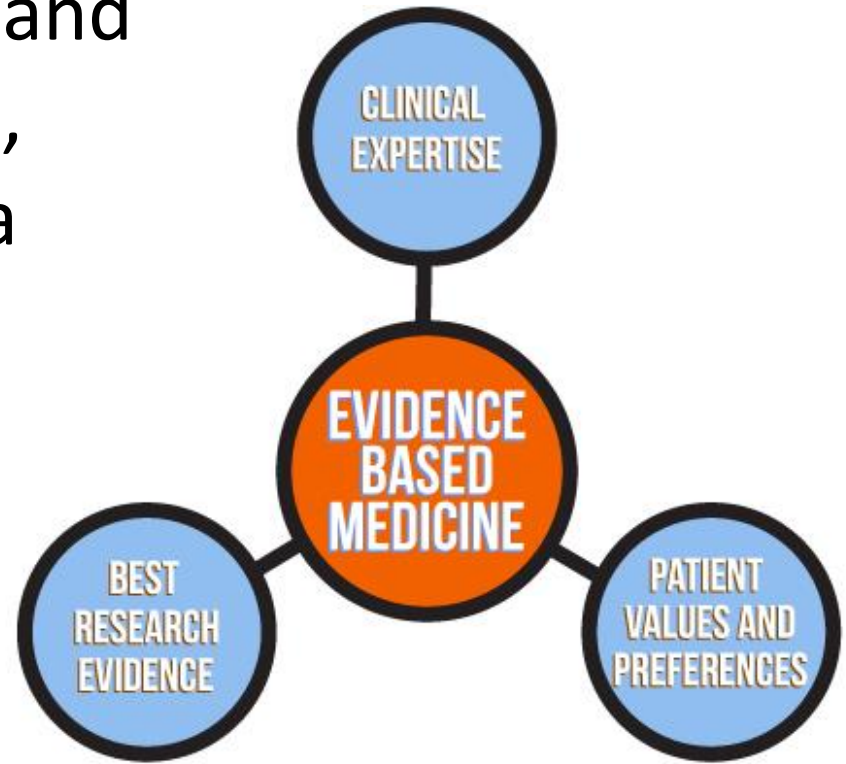 and
,
a
CLINICAL
EXPERTISE
EVIDENCE
BASED
MEDICINE
BEST
RESEARCH
EVIDENCE
PATIENT
VALUES AND
PREFERENCES